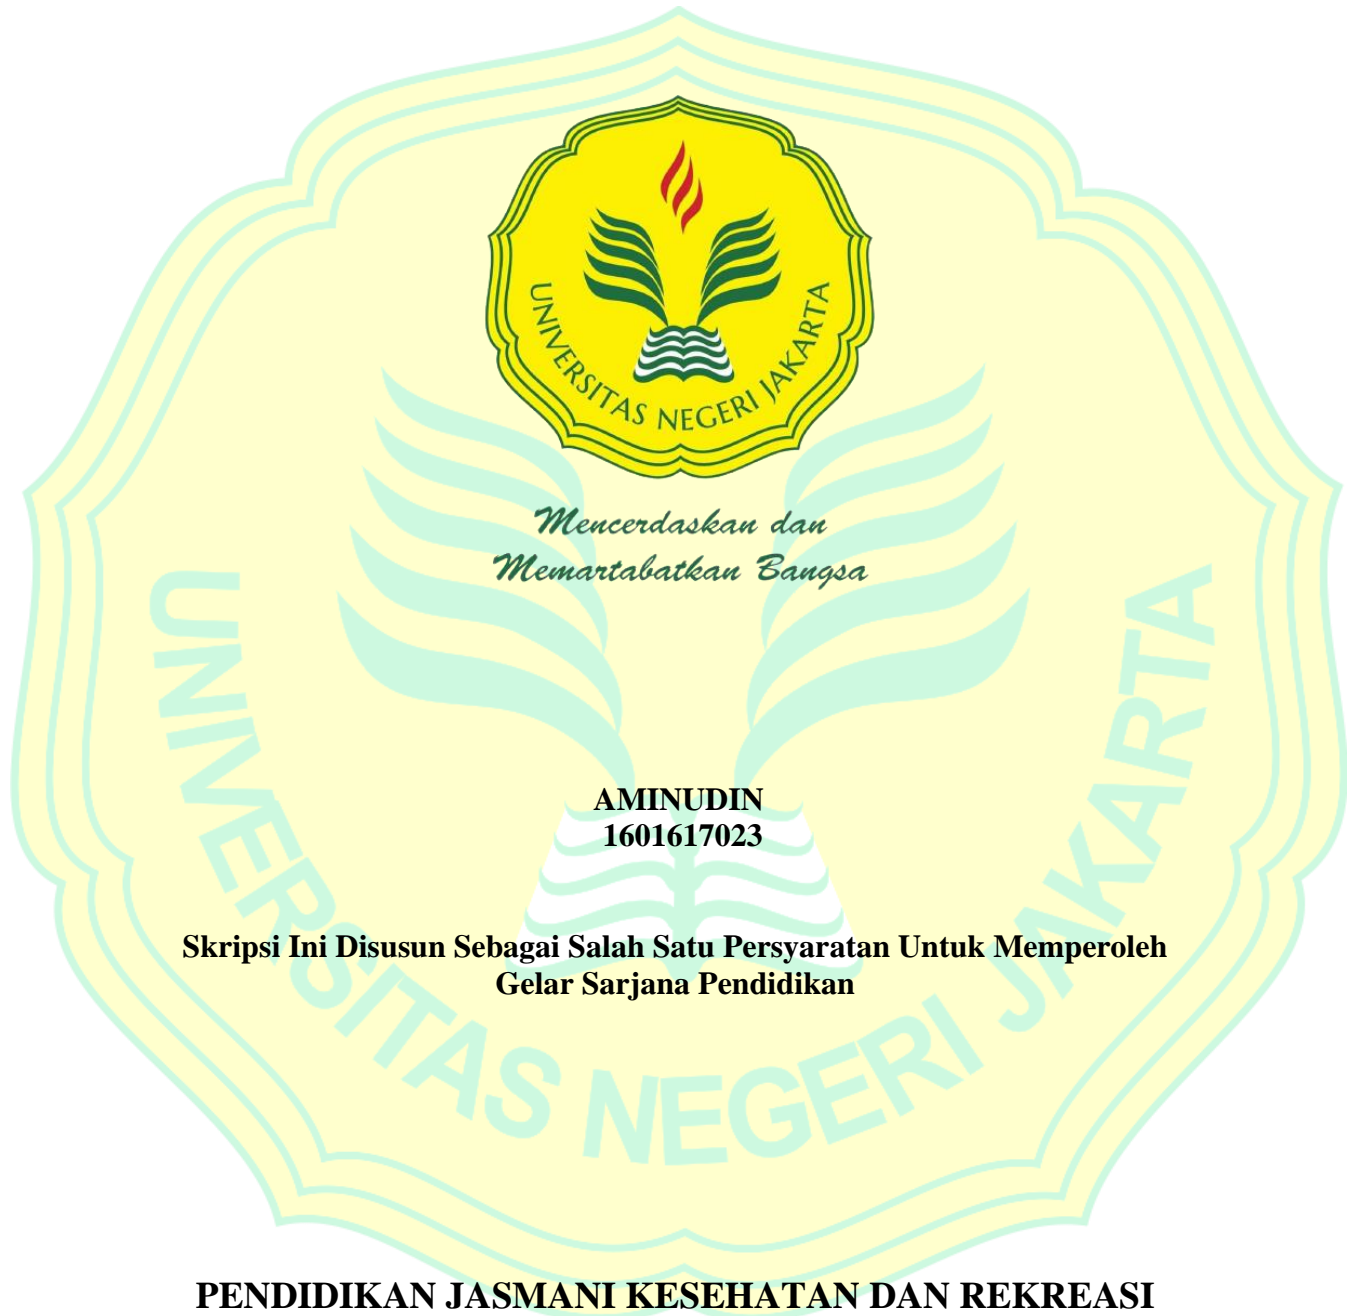 UNIVERSITAS NEGERI JAKARTA
Mencerdaskan dan
Memartabatkan Bangsa
UNIVERSITAS NEGERI JAKARTA
AMINUDIN
1601617023
Skripsi Ini Disusun Sebagai Salah Satu Persyaratan Untuk Memperoleh
Gelar Sarjana Pendidikan
PENDIDIKAN JASMANI KESEHATAN DAN REKREASI